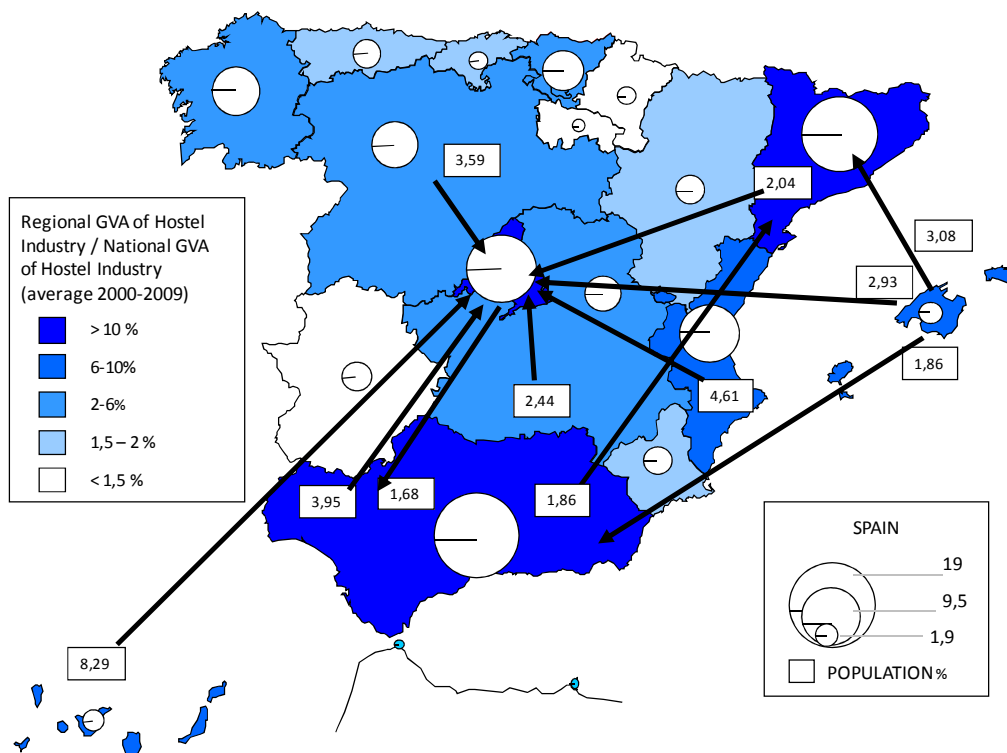 3,59
2,04
3,08
2,93
1,86
Regional GVA of Hostel
Industry / National GVA
of Hostel Industry
(average 2000-2009)
> 10 %
6-10%
2-6%
1,5 – 2 %
< 1,5 %
2,44
4,61
3,95
1,68
1,86
8,29
SPAIN
19
9,5
1,9
POPULATION %